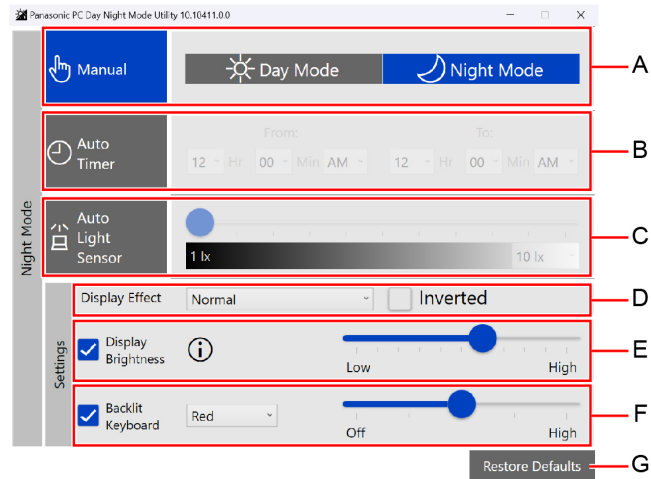 Panasonic PC Day Night Mode Utility 10.10411.0.0
Manual
Day Mode
Night Mode
A
Auto
Timer
From:
To:
12 Hr 00 Min AM
12 Hr 00 Min AM
B
Night Mode
Auto
Light
Sensor
1 lx
10 lx
C
Settings
Display Effect
Normal
Inverted
D
Display
Brightness
Low
High
E
Backlit
Keyboard
Red
Off
High
F
Restore Defaults
G